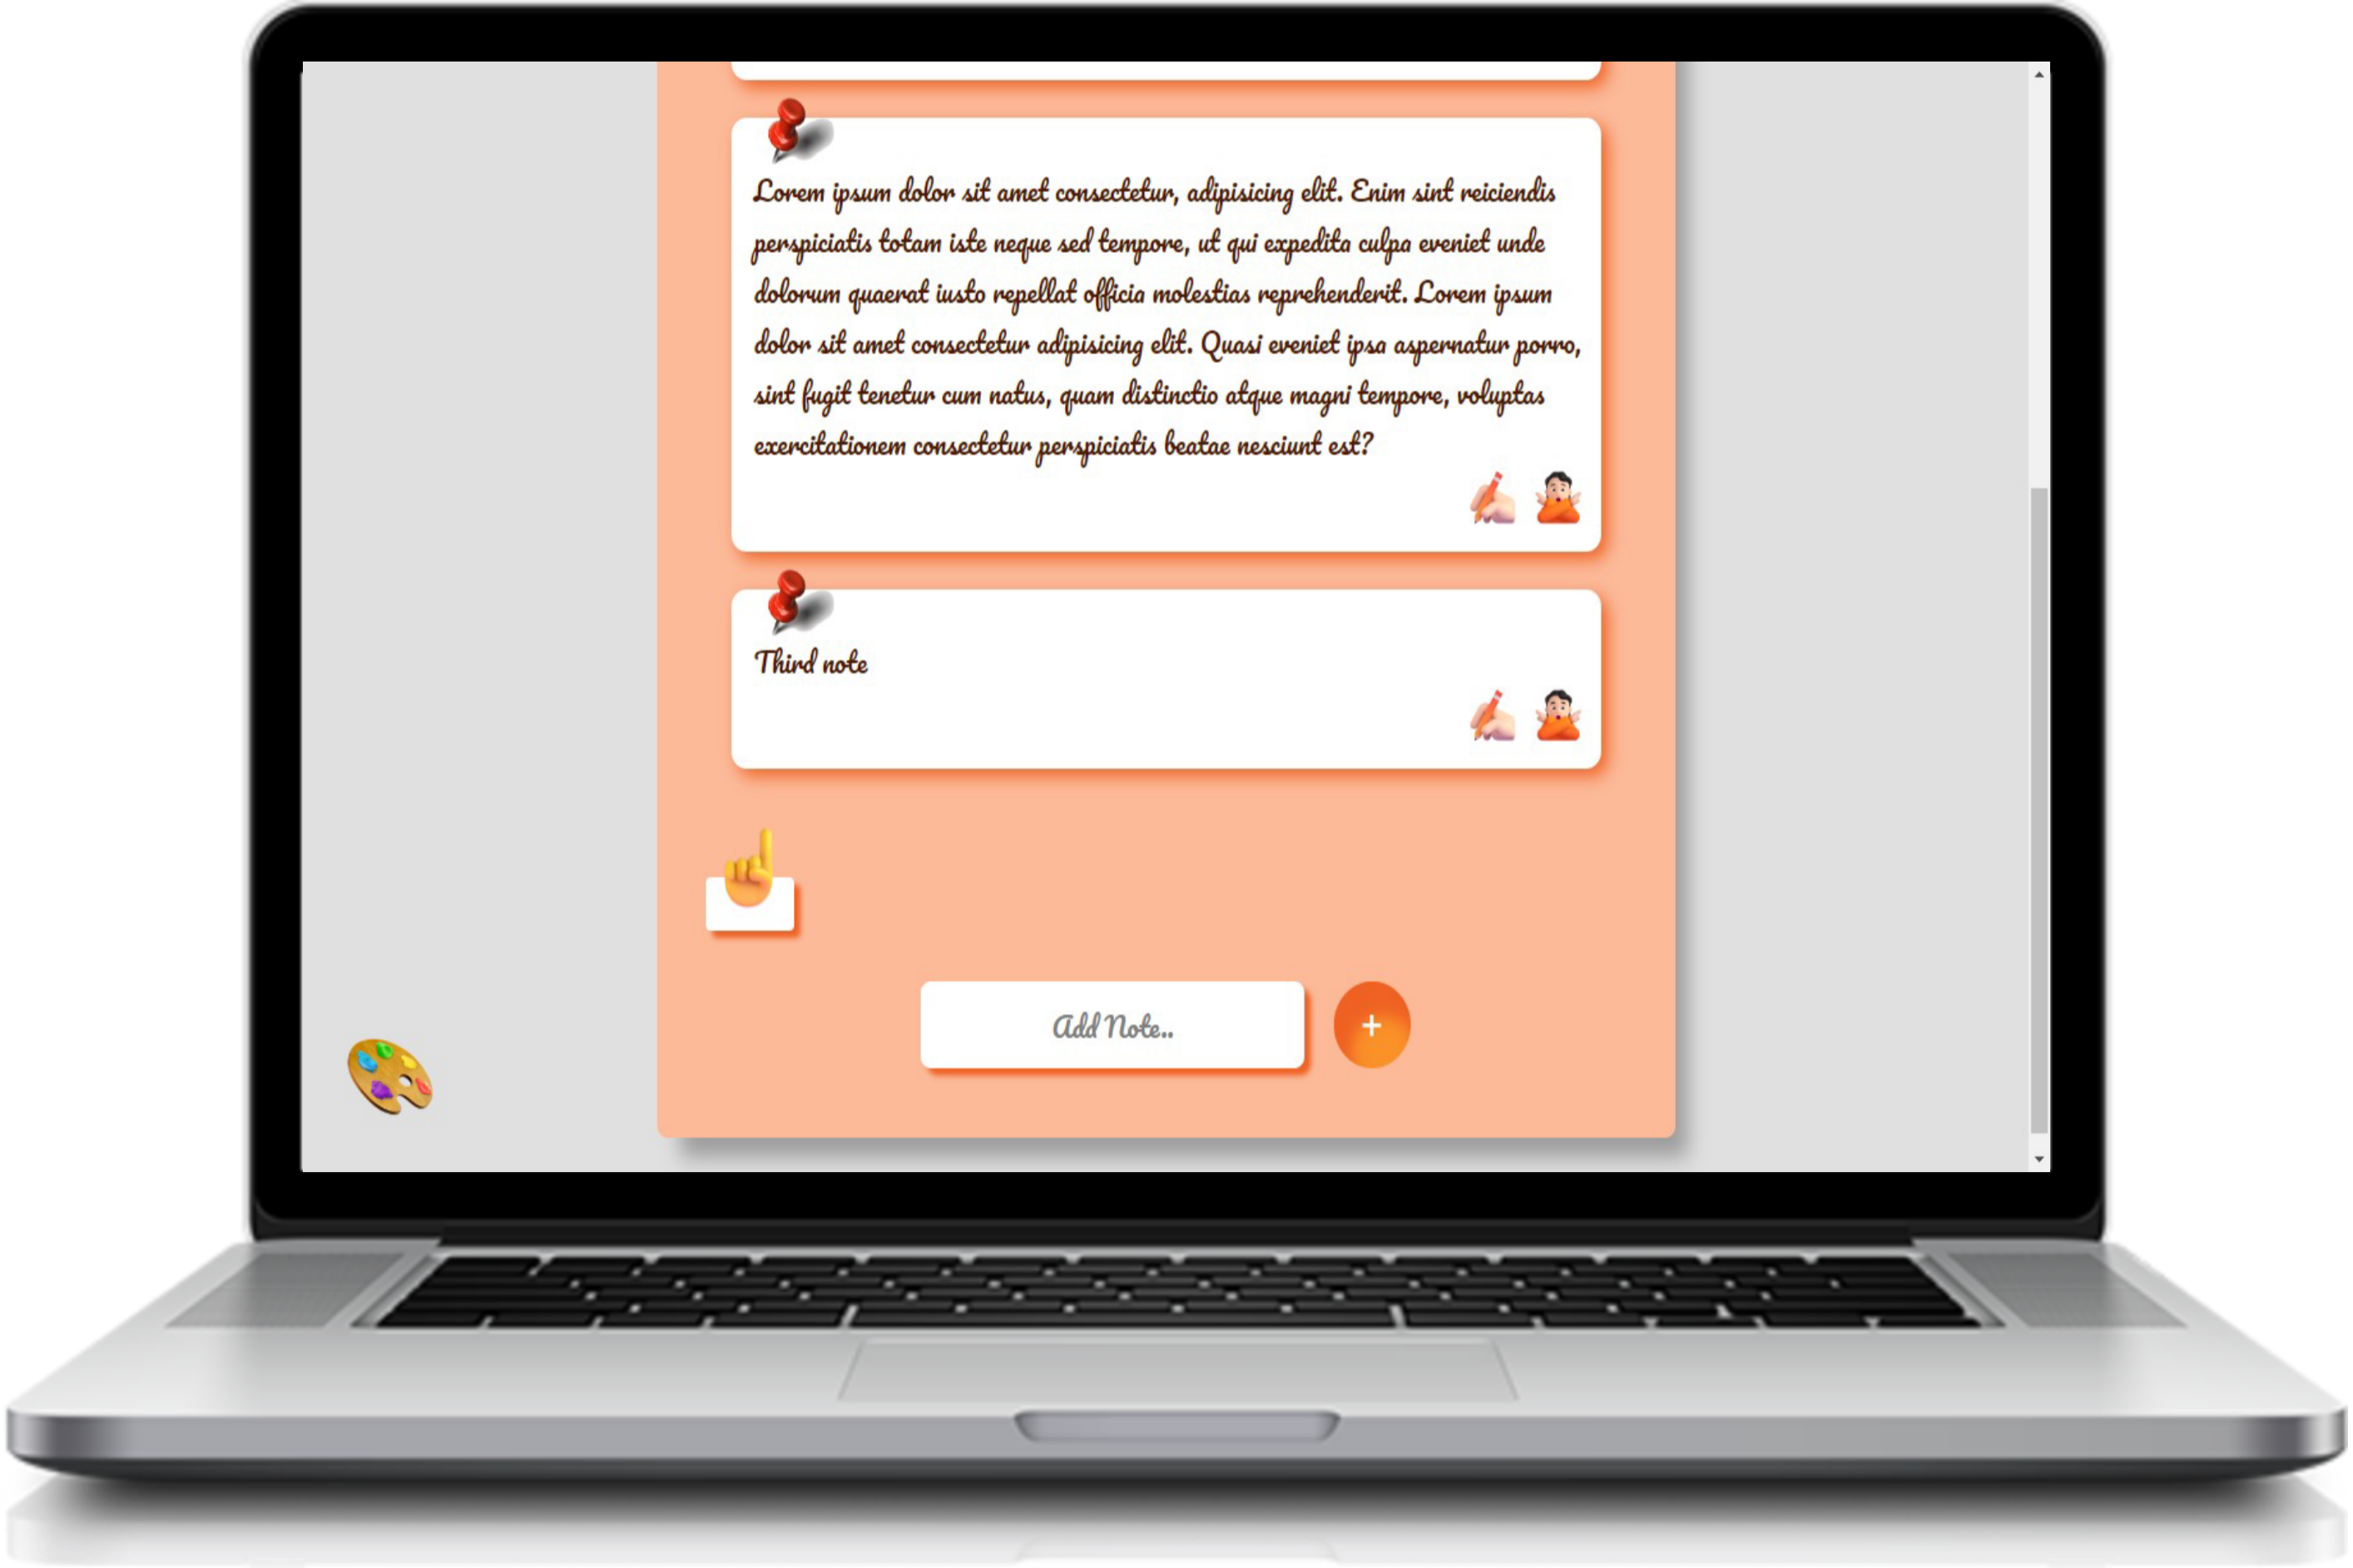 Lorem ipsum dolor sit amet consectetur, adipisicing elit. Enim sint reiciendis
perspiciatis totam iste neque sed tempore, ut qui expedita culpa eveniet unde
dolorum quaerat iusto repellat officia molestias reprehenderit. Lorem ipsum
dolor sit amet consectetur adipisicing elit. Quasi eveniet ipsa aspernatur porro,
sint fugit tenetur cum natus, quam distinctio atque magni tempore, voluptas
exercitationem consectetur perspiciatis beatae nesciunt est?
Third note
Add Note..
+